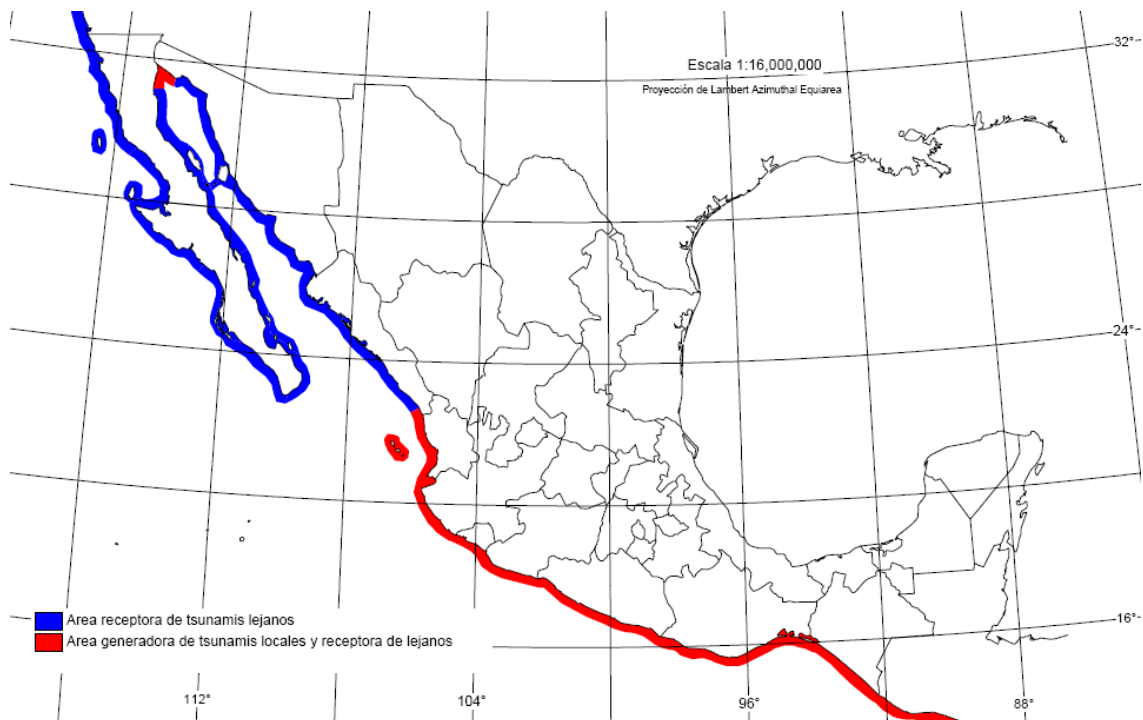 32°
Escala 1:16,000,000
Proyección de Lambert Azimuthal Equiarea
24°
Area receptora de tsunamis lejanos
Area generadora de tsunamis locales y receptora de lejanos
16°
112°
104°
96°
88°